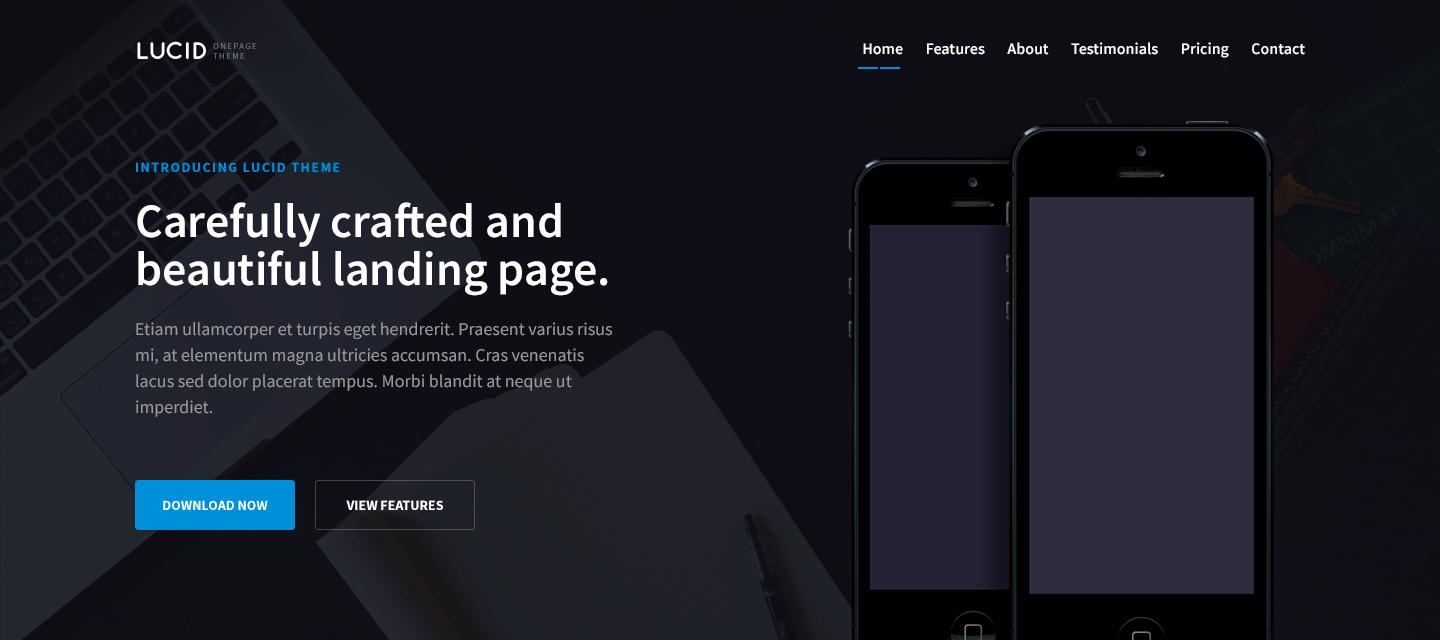 LUCID ONEPAGE
THEME
Home Features About Testimonials Pricing Contact
INTRODUCING LUCID THEME
Carefully crafted and
beautiful landing page.
Etiam ullamcorper et turpis eget hendrerit. Praesent varius risus
mi, at elementum magna ultricies accumsan. Cras venenatis
lacus sed dolor placerat tempus. Morbi blandit at neque ut
imperdiet.
DOWNLOAD NOW VIEW FEATURES
OMNIMAT